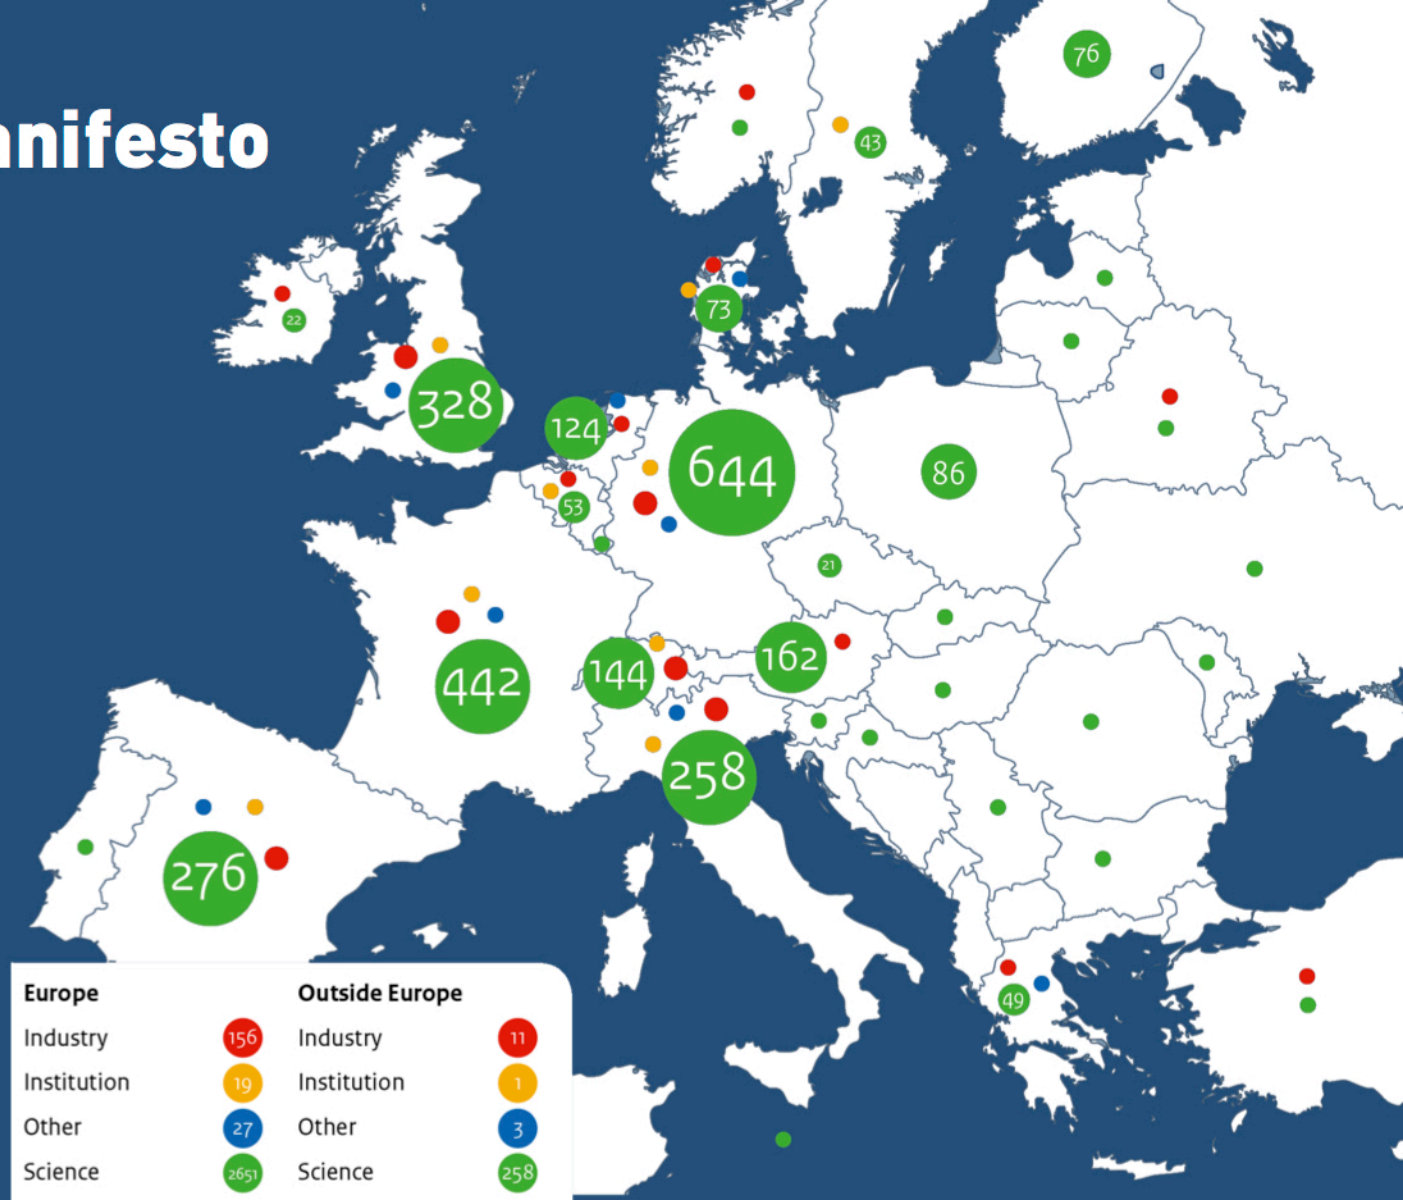 anifesto
76
43
73
22
328
124
644
86
53
21
442
144
162
258
276
49
Europe Outside Europe
Industry 156 Industry 11
Institution 19 Institution 1
Other 27 Other 3
Science 2651 Science 258